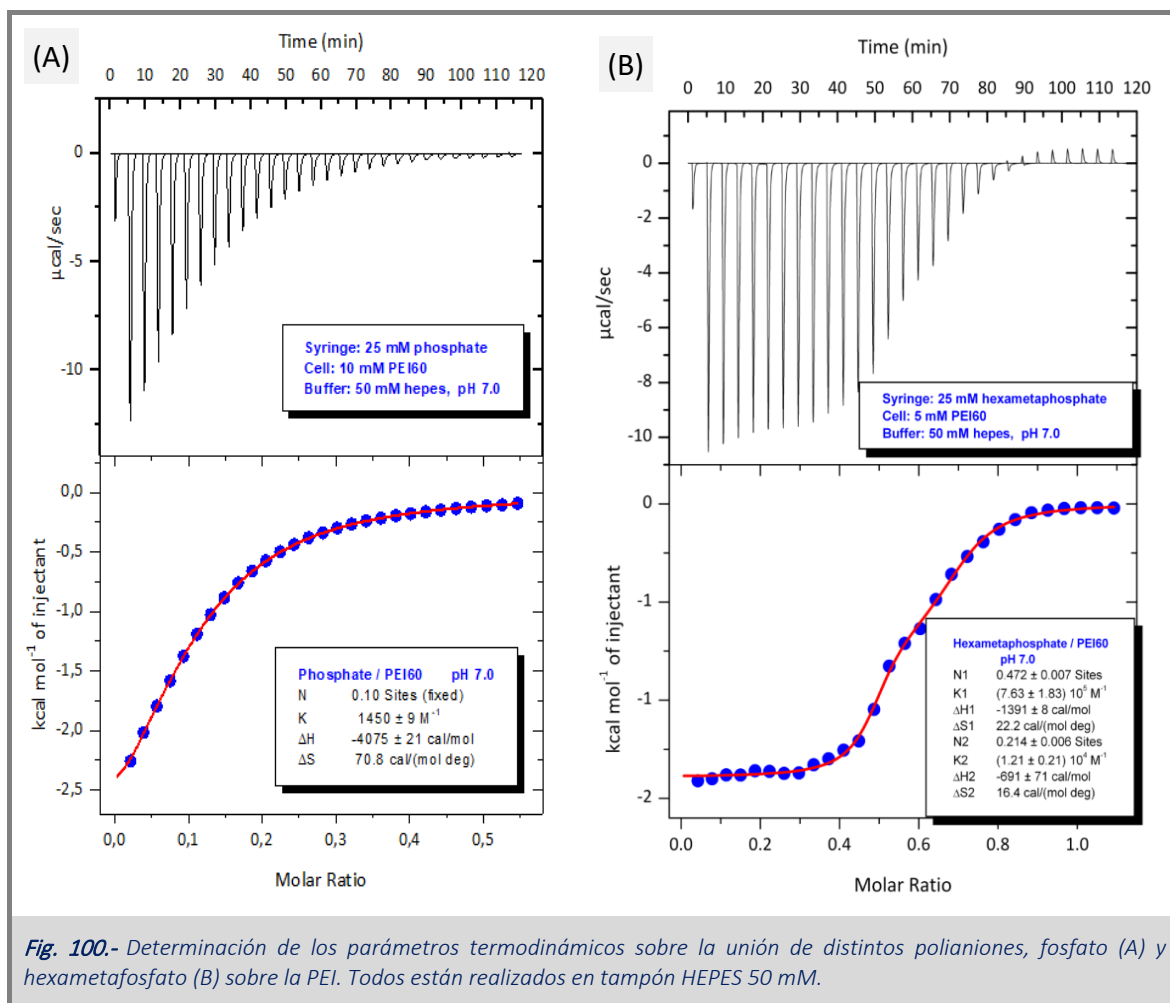 (A)
Time (min)
0 10 20 30 40 50 60 70 80 90 100 110 120
0
-5
-10
µcal/sec
Syringe: 25 mM phosphate
Cell: 10 mM PEI60
Buffer: 50 mM hepes, pH 7.0
0,0
-0,5
-1,0
-1,5
-2,0
-2,5
kcal mol⁻¹ of injectant
Phosphate / PEI60 pH 7.0
N 0.10 Sites (fixed)
K 1450 ± 9 M⁻¹
ΔH -4075 ± 21 cal/mol
ΔS 70.8 cal/(mol deg)
0,0 0,1 0,2 0,3 0,4 0,5
Molar Ratio
(B)
Time (min)
0 10 20 30 40 50 60 70 80 90 100 110 120
0
-2
-4
-6
-8
-10
µcal/sec
Syringe: 25 mM hexametaphosphate
Cell: 5 mM PEI60
Buffer: 50 mM hepes, pH 7.0
0
-1
-1
-2
kcal mol⁻¹ of injectant
Hexametaphosphate / PEI60
pH 7.0
N1 0.472 ± 0.007 Sites
K1 (7.63 ± 1.83) 10⁵ M⁻¹
ΔH1 -1391 ± 8 cal/mol
ΔS1 22.2 cal/(mol deg)
N2 0.214 ± 0.006 Sites
K2 (1.21 ± 0.21) 10⁴ M⁻¹
ΔH2 -691 ± 71 cal/mol
ΔS2 16.4 cal/(mol deg)
0.0 0.2 0.4 0.6 0.8 1.0
Molar Ratio
Fig. 100.- Determinación de los parámetros termodinámicos sobre la unión de distintos polianiones, fosfato (A) y
hexametafosfato (B) sobre la PEI. Todos están realizados en tampón HEPES 50 mM.